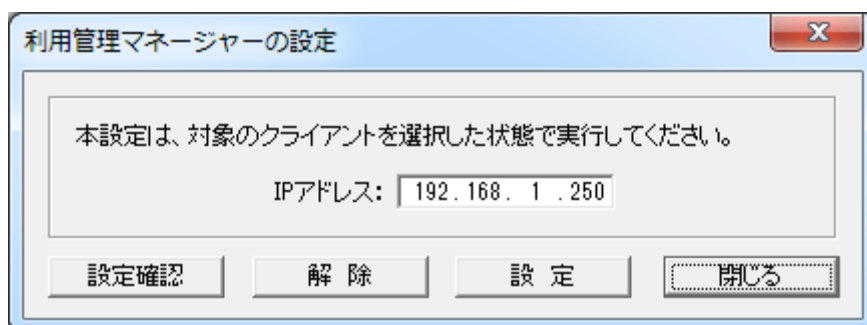 利用管理マネージャーの設定
本設定は、対象のクライアントを選択した状態で実行してください。
IPアドレス: 192.168. 1 .250
設定確認 解 除 設 定 閉じる